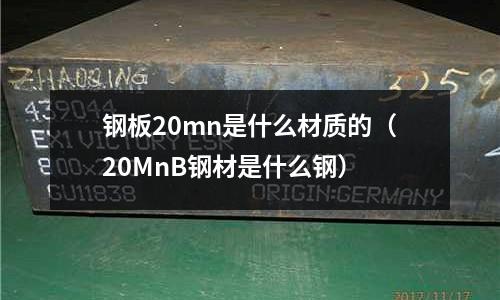 ZHAOQING
3259
439044
EX1 VICTORY ESR
钢板20mn是什么材质的（
20MnB钢材是什么钢）
GU11838
ORIGIN:GERMANY
2017/11/17